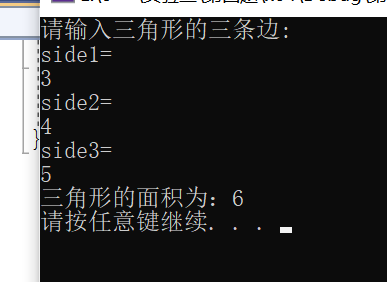 请输入三角形的三条边:
side1=
3
side2=
4
side3=
5
三角形的面积为: 6
请按任意键继续. . .
}